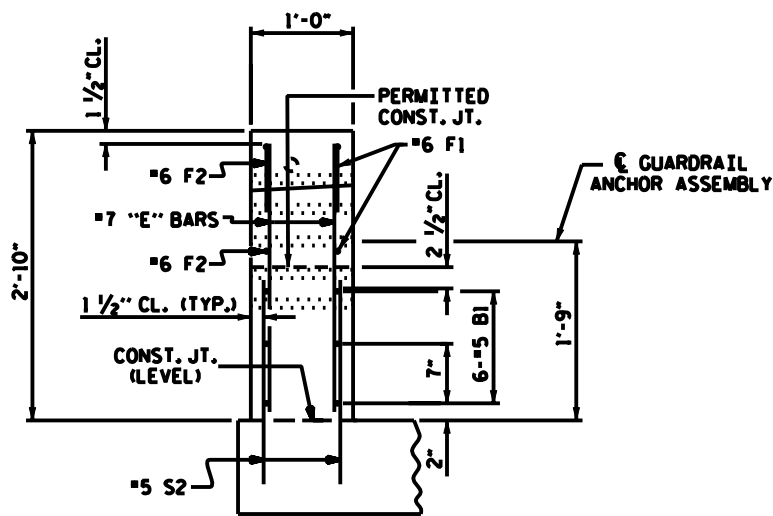 1'-0"
1 ½" CL.
PERMITTED
CONST. JT.
#6 F1
#6 F2
℄ GUARDRAIL
ANCHOR ASSEMBLY
#7 "E" BARS
2 ½" CL.
#6 F2
2'-10"
1 ½" CL. (TYP.)
1'-9"
6-#5 B1
7"
CONST. JT.
(LEVEL)
2"
#5 S2